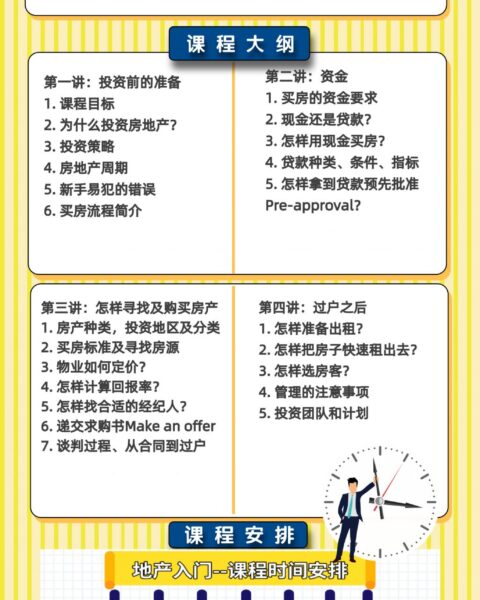 课程大纲
第一讲：投资前的准备
1. 课程目标
2. 为什么投资房地产？
3. 投资策略
4. 房地产周期
5. 新手易犯的错误
6. 买房流程简介
第二讲：资金
1. 买房的资金要求
2. 现金还是贷款？
3. 怎样用现金买房？
4. 贷款种类、条件、指标
5. 怎样拿到贷款预先批准
Pre-approval?
第三讲：怎样寻找及购买房产
1. 房产种类，投资地区及分类
2. 买房标准及寻找房源
3. 物业如何定价？
4. 怎样计算回报率？
5. 怎样找合适的经纪人？
6. 递交求购书Make an offer
7. 谈判过程、从合同到过户
第四讲：过户之后
1. 怎样准备出租？
2. 怎样把房子快速租出去？
3. 怎样选房客？
4. 管理的注意事项
5. 投资团队和计划
课程安排
地产入门--课程时间安排